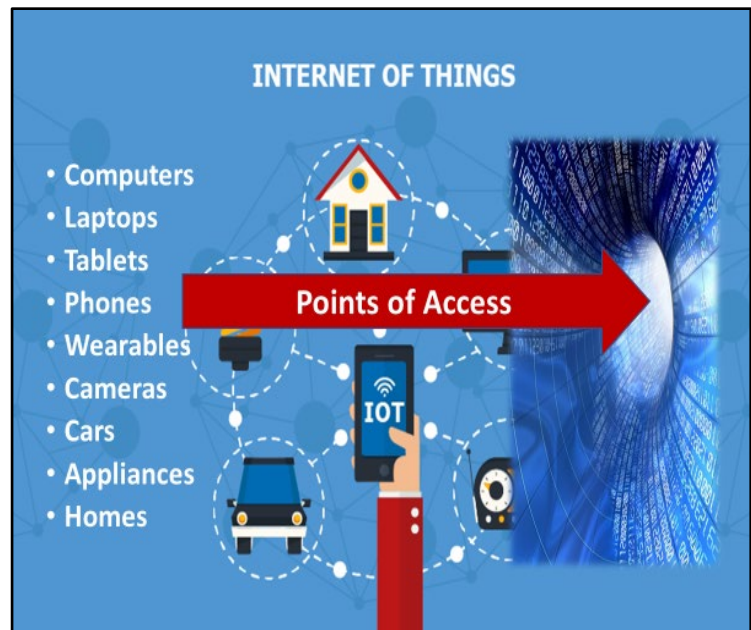 INTERNET OF THINGS
• Computers
• Laptops
• Tablets
• Phones
• Wearables
• Cameras
• Cars
• Appliances
• Homes
Points of Access
IOT